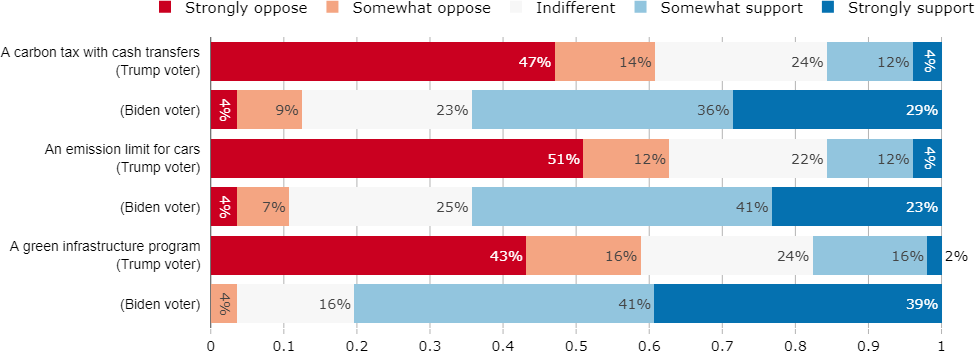 Strongly oppose Somewhat oppose Indifferent Somewhat support Strongly support
A carbon tax with cash transfers
(Trump voter) 47% 14% 24% 12% 4%
(Biden voter) 4% 9% 23% 36% 29%
An emission limit for cars
(Trump voter) 51% 12% 22% 12% 4%
(Biden voter) 4% 7% 25% 41% 23%
A green infrastructure program
(Trump voter) 43% 16% 24% 16% 2%
(Biden voter) 4% 16% 41% 39%
0 0.1 0.2 0.3 0.4 0.5 0.6 0.7 0.8 0.9 1